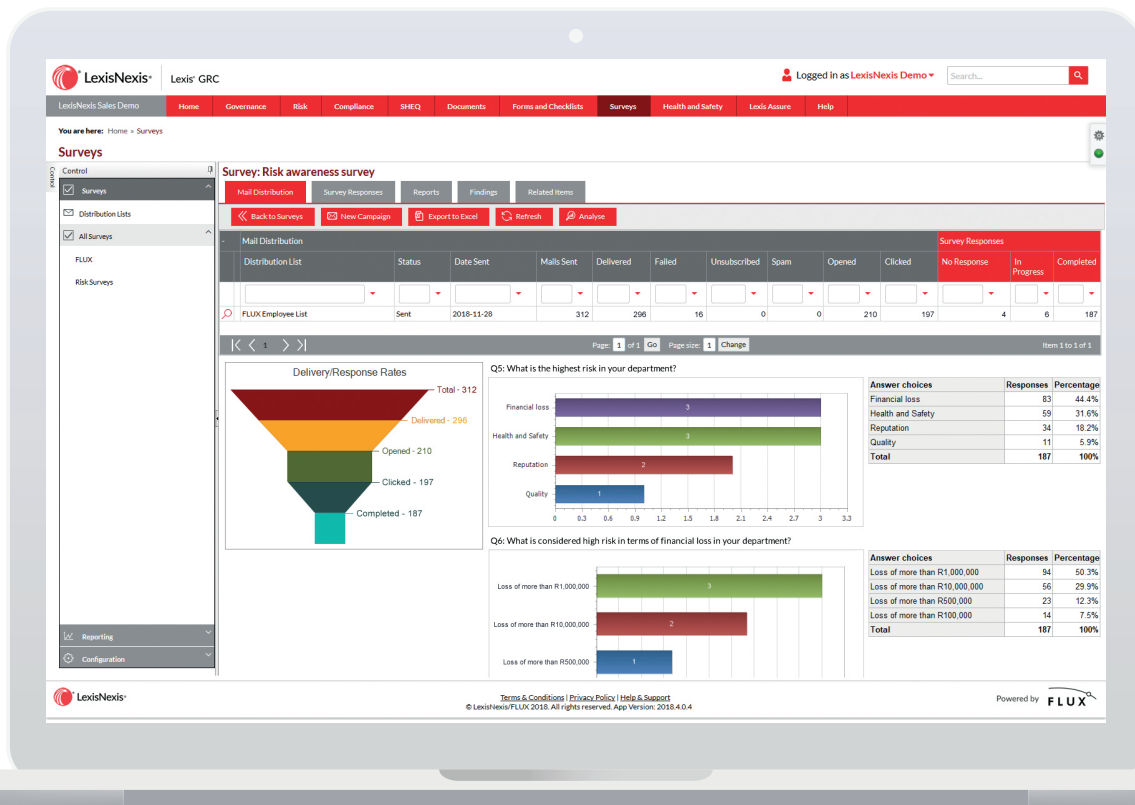 LexisNexis® Lexis® GRC
Logged in as LexisNexis Demo
Search...
LexisNexis Sales Demo Home Governance Risk Compliance SHEQ Documents Forms and Checklists Surveys Health and Safety Lexis Assure Help
You are here: Home » Surveys
Surveys
Control
Control
Surveys
Distribution Lists
All Surveys
FLUX
Risk Surveys
Reporting
Configuration
Survey: Risk awareness survey
Mail Distribution Survey Responses Reports Findings Related Items
Back to Surveys New Campaign Export to Excel Refresh Analyse
- Mail Distribution Survey Responses
Distribution List Status Date Sent Mails Sent Delivered Failed Unsubscribed Spam Opened Clicked No Response In Progress Completed
FLUX Employee List Sent 2018-11-28 312 296 16 0 0 210 197 4 6 187
1 Page: 1 of 1 Go Page size: 1 Change Item 1 to 1 of 1
Delivery/Response Rates
Total - 312
Delivered - 296
Opened - 210
Clicked - 197
Completed - 187
Q5: What is the highest risk in your department?
Financial loss 3
Health and Safety 3
Reputation 2
Quality 1
0 0.3 0.6 0.9 1.2 1.5 1.8 2.1 2.4 2.7 3 3.3
Answer choices Responses Percentage
Financial loss 83 44.4%
Health and Safety 59 31.6%
Reputation 34 18.2%
Quality 11 5.9%
Total 187 100%
Q6: What is considered high risk in terms of financial loss in your department?
Loss of more than R1,000,000 3
Loss of more than R10,000,000 2
Loss of more than R500,000 1
Answer choices Responses Percentage
Loss of more than R1,000,000 94 50.3%
Loss of more than R10,000,000 56 29.9%
Loss of more than R500,000 23 12.3%
Loss of more than R100,000 14 7.5%
Total 187 100%
LexisNexis®
Terms & Conditions | Privacy Policy | Help & Support
© LexisNexis/FLUX 2018. All rights reserved. App Version: 2018.4.0.4
Powered by FLUX